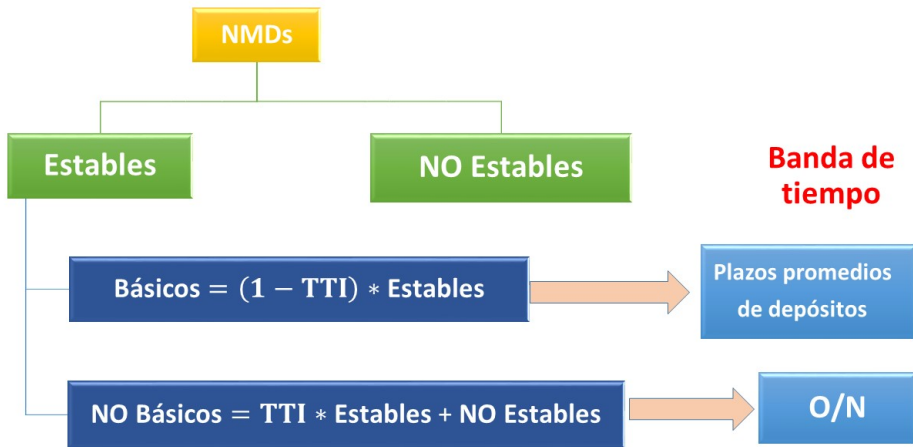 NMDs
Estables
NO Estables
Banda de
tiempo
Básicos = (1 − TTI) ∗ Estables
Plazos promedios
de depósitos
NO Básicos = TTI ∗ Estables + NO Estables
O/N